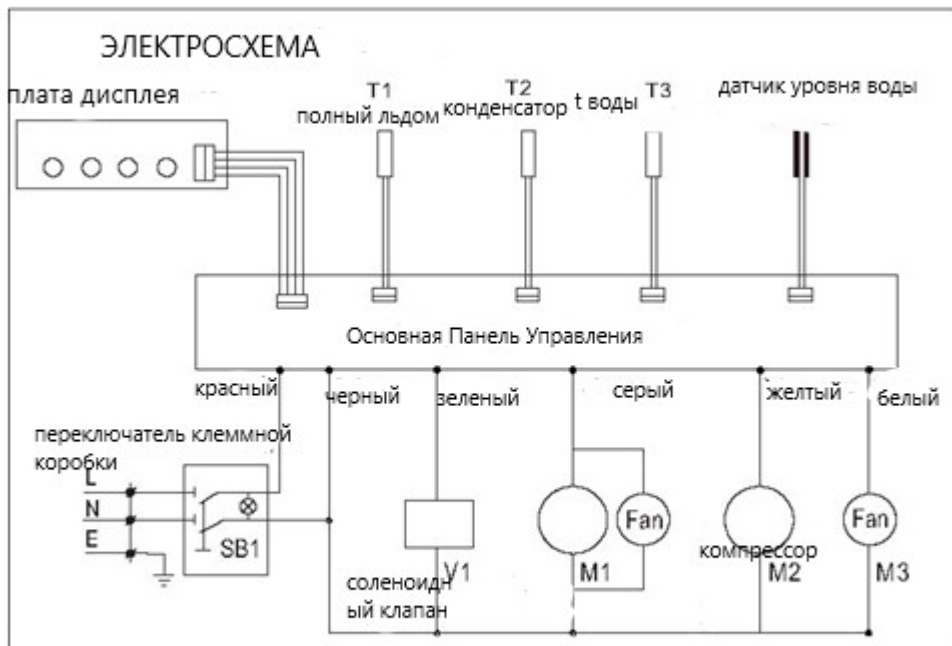 ЭЛЕКТРОСХЕМА
плата дисплея
T1
полный льдом
T2
конденсатор
t воды
T3
датчик уровня воды
Основная Панель Управления
красный
черный
зеленый
серый
желтый
белый
переключатель клеммной
коробки
L
N
E
SB1
соленоидн
ый клапан
V1
M1
Fan
компрессор
M2
Fan
M3